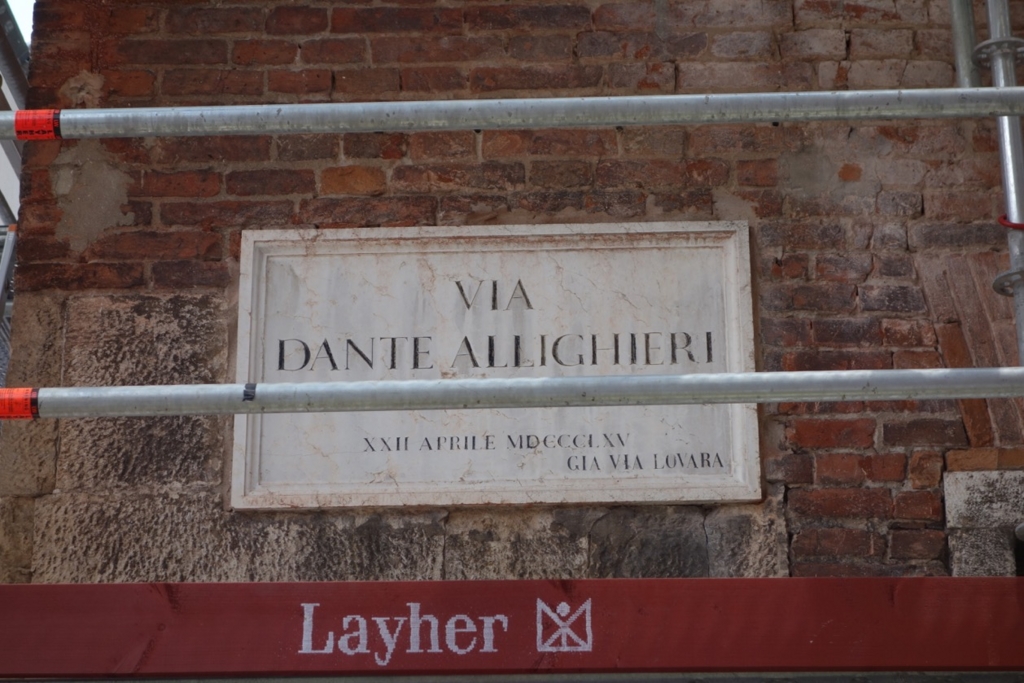 VIA
DANTE ALLIGHIERI
XXII APRILE MDCCCLXV
GIA VIA LOVARA
Layher